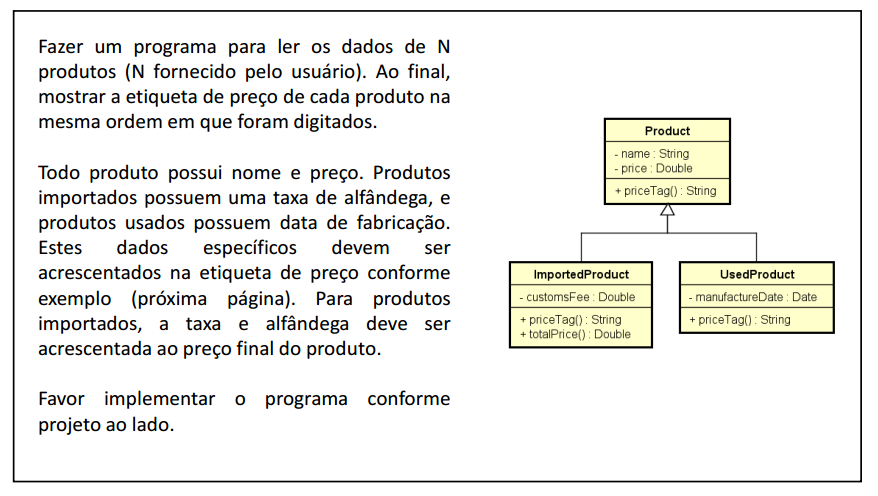 Fazer um programa para ler os dados de N
produtos (N fornecido pelo usuário). Ao final,
mostrar a etiqueta de preço de cada produto na
mesma ordem em que foram digitados.
Todo produto possui nome e preço. Produtos
importados possuem uma taxa de alfândega, e
produtos usados possuem data de fabricação.
Estes dados específicos devem ser
acrescentados na etiqueta de preço conforme
exemplo (próxima página). Para produtos
importados, a taxa e alfândega deve ser
acrescentada ao preço final do produto.
Favor implementar o programa conforme
projeto ao lado.
Product
- name : String
- price : Double
+ priceTag() : String
ImportedProduct
- customsFee : Double
+ priceTag() : String
+ totalPrice() : Double
UsedProduct
- manufactureDate : Date
+ priceTag() : String